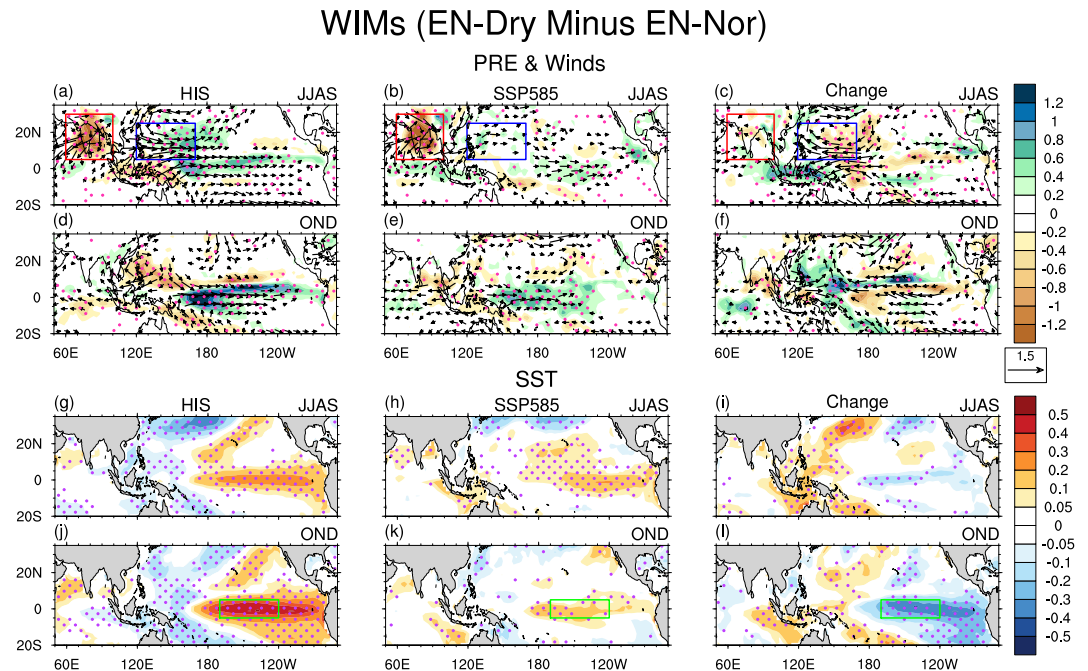 WIMs (EN-Dry Minus EN-Nor)
PRE & Winds
(a) HIS JJAS
(b) SSP585 JJAS
(c) Change JJAS
20N
0
20S
(d) OND
(e) OND
(f) OND
20N
0
20S
60E 120E 180 120W
60E 120E 180 120W
60E 120E 180 120W
1.2
1
0.8
0.6
0.4
0.2
0
-0.2
-0.4
-0.6
-0.8
-1
-1.2
1.5
SST
(g) HIS JJAS
(h) SSP585 JJAS
(i) Change JJAS
20N
0
20S
(j) OND
(k) OND
(l) OND
20N
0
20S
60E 120E 180 120W
60E 120E 180 120W
60E 120E 180 120W
0.5
0.4
0.3
0.2
0.1
0.05
0
-0.05
-0.1
-0.2
-0.3
-0.4
-0.5